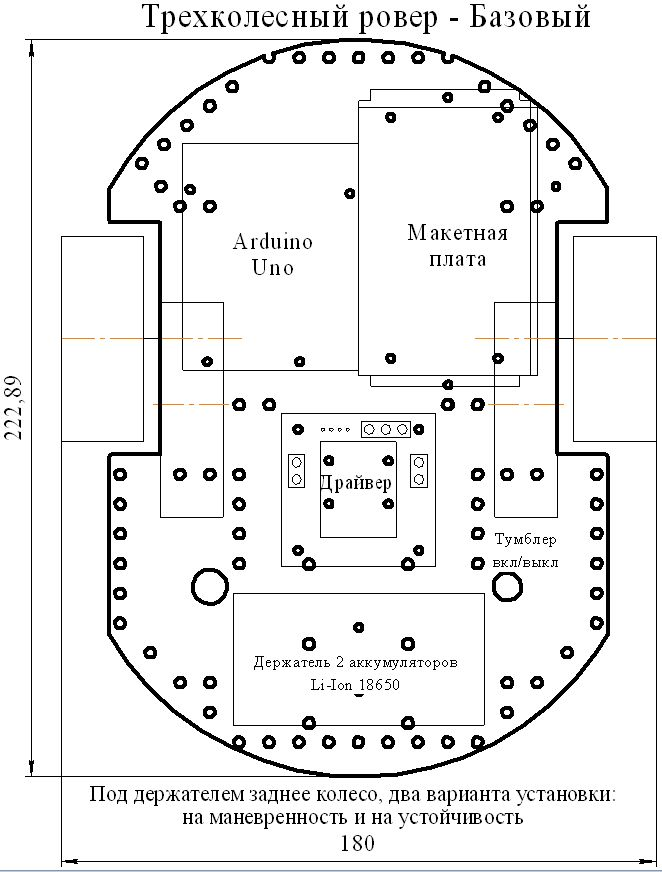 Трехколесный ровер - Базовый
Arduino
Uno
Макетная
плата
222,89
Драйвер
Тумблер
вкл/выкл
Держатель 2 аккумуляторов
Li-Ion 18650
Под держателем заднее колесо, два варианта установки:
на маневренность и на устойчивость
180